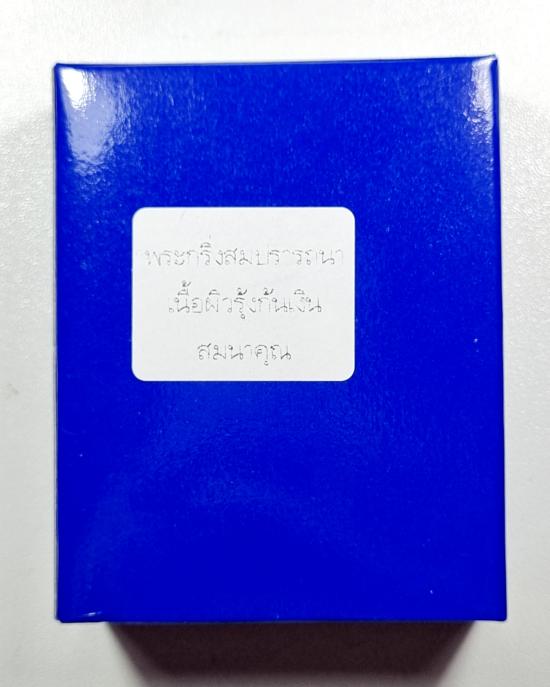 พระกริ่งสมปรารถนา
เนื้อผิวรุ้งก้นเงิน
สมนาคุณ